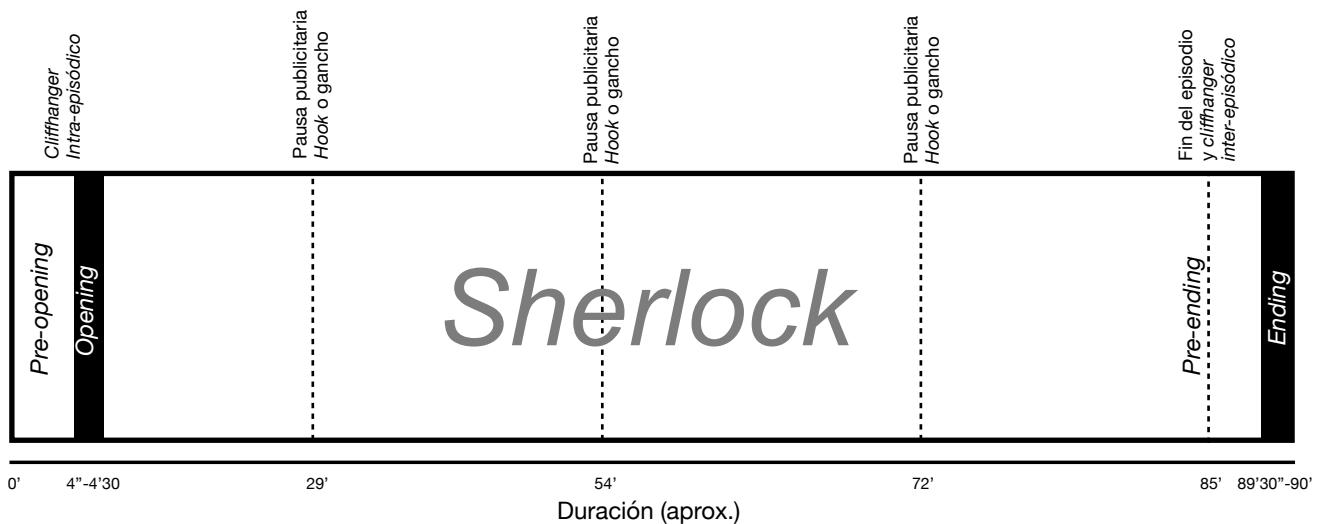 Cliffhanger
Intra-episódico
Pausa publicitaria
Hook o gancho
Pausa publicitaria
Hook o gancho
Pausa publicitaria
Hook o gancho
Fin del episodio
y cliffhanger
inter-episódico
Pre-opening
Opening
Sherlock
Pre-ending
Ending
0' 4”-4'30 29' 54' 72' 85' 89'30”-90'
Duración (aprox.)